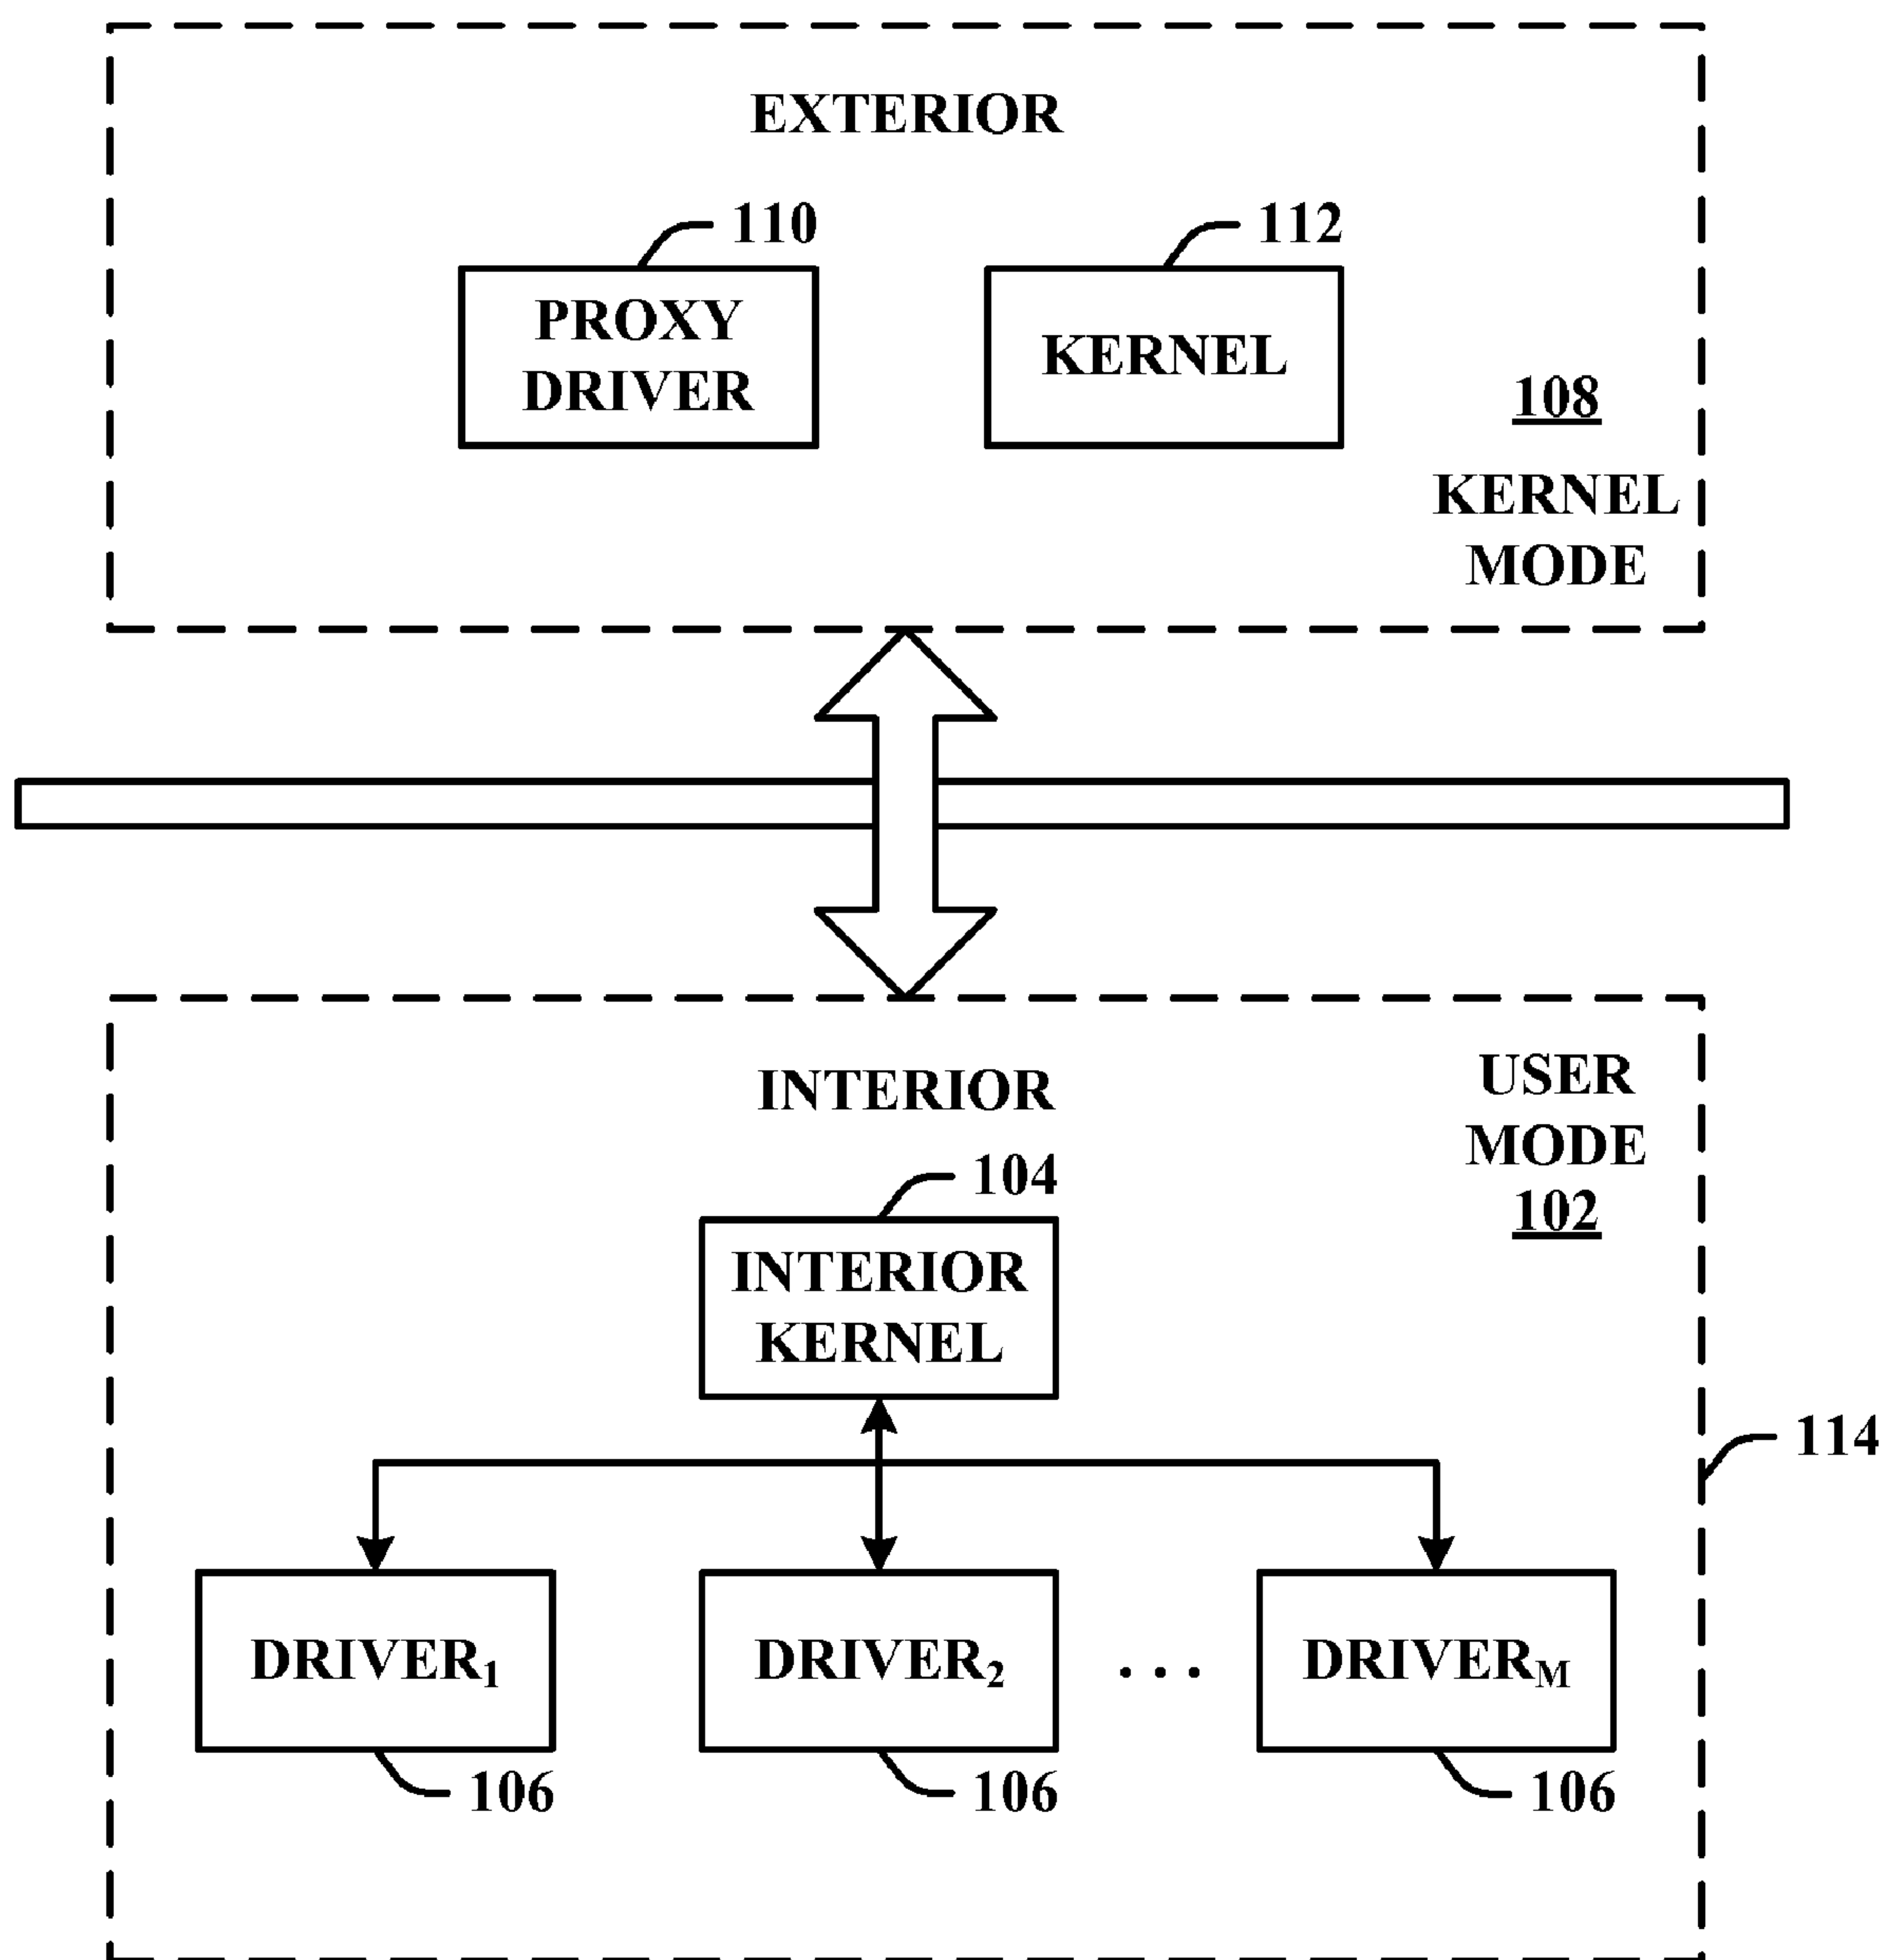 EXTERIOR
110
112
PROXY
DRIVER
KERNEL
108
KERNEL
MODE
INTERIOR
USER
MODE
102
104
INTERIOR
KERNEL
114
DRIVER₁
DRIVER₂
. . .
DRIVER_M
106
106
106